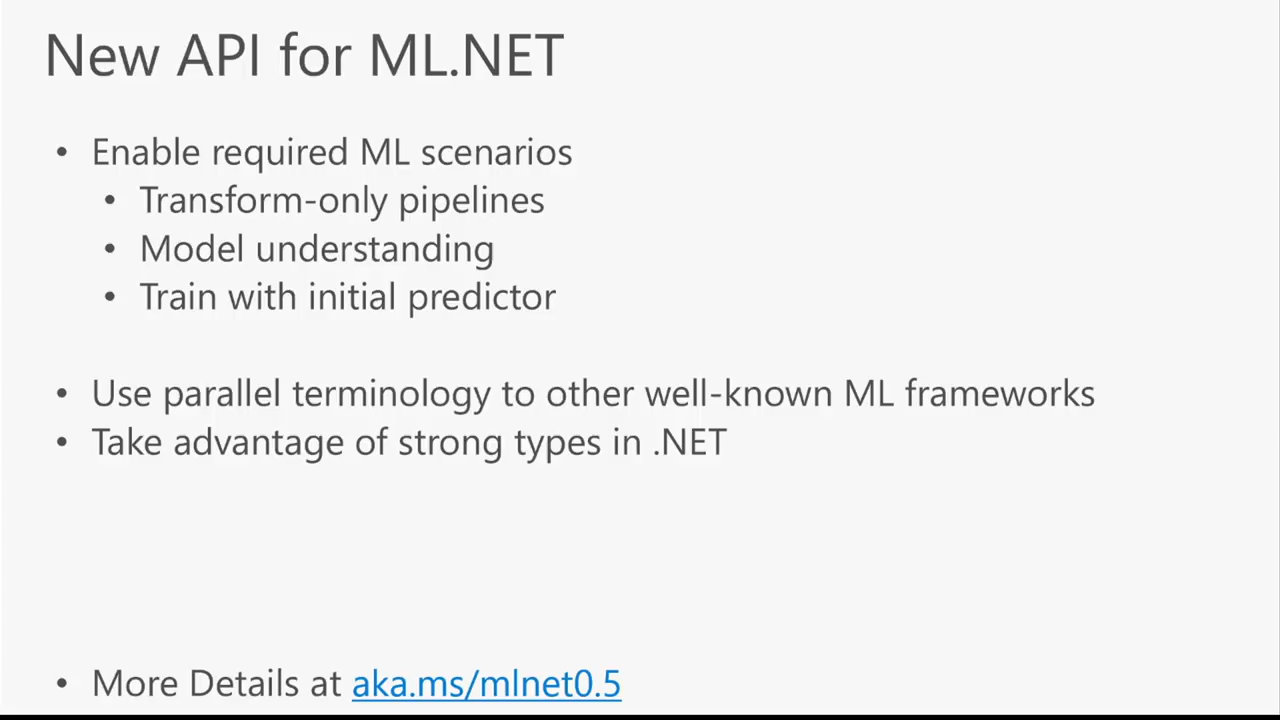 New API for ML.NET
• Enable required ML scenarios
• Transform-only pipelines
• Model understanding
• Train with initial predictor
• Use parallel terminology to other well-known ML frameworks
• Take advantage of strong types in .NET
• More Details at aka.ms/mlnet0.5